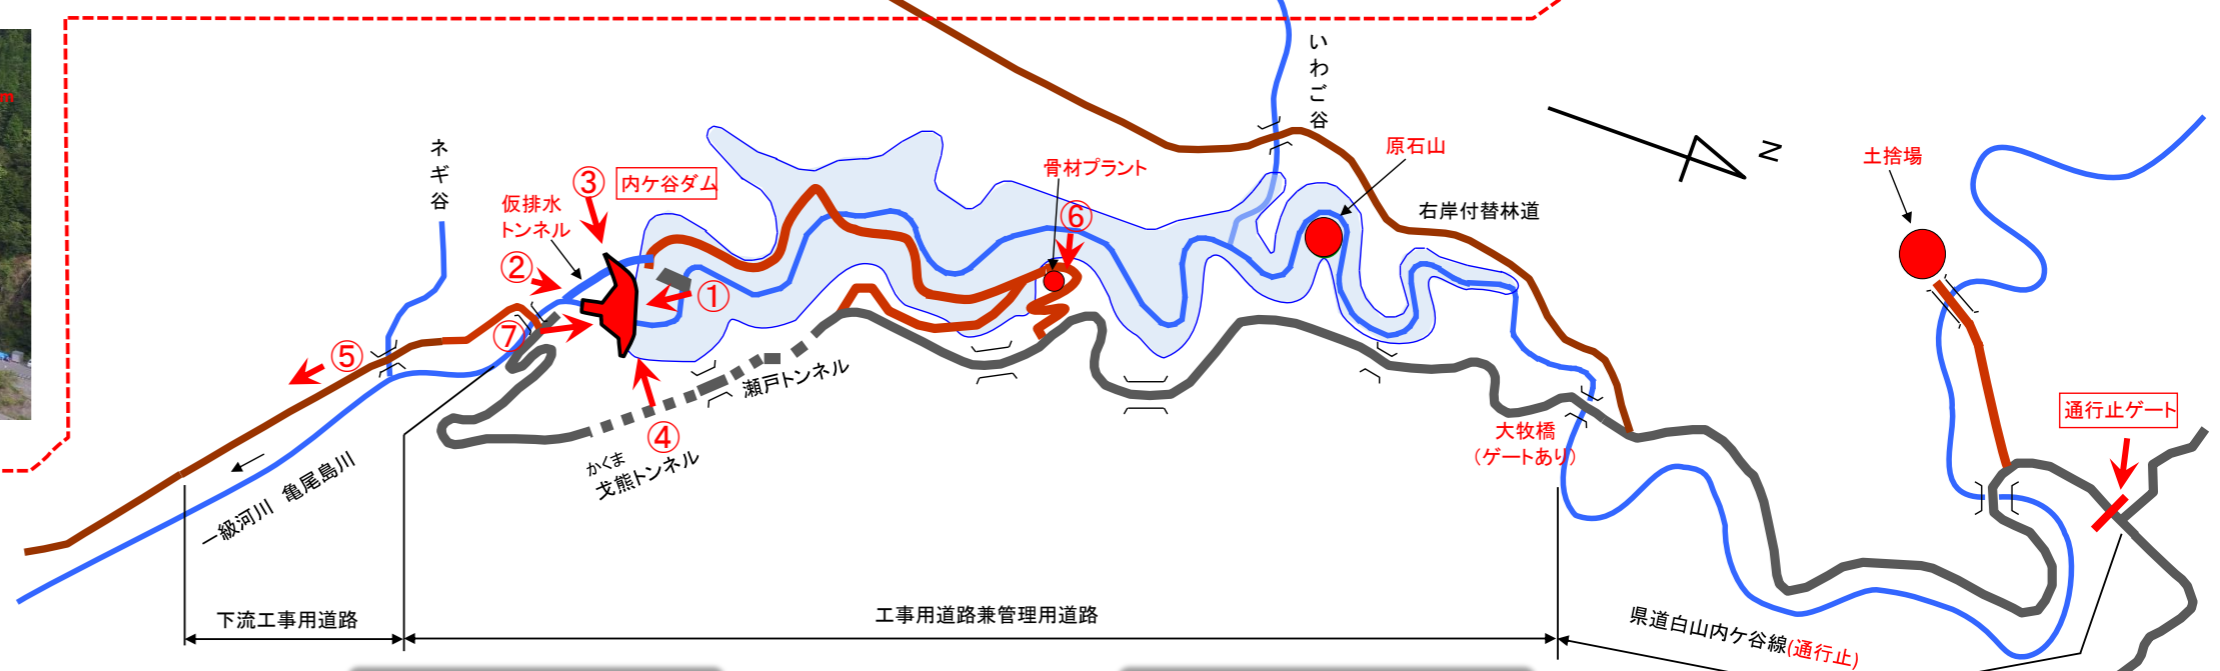 m
いわご谷
ネギ谷
③
内ケ谷ダム
仮排水
トンネル
②
①
⑦
⑤
④
骨材プラント
⑥
原石山
右岸付替林道
N
土捨場
通行止ゲート
瀬戸トンネル
かくま
戈熊トンネル
大牧橋
(ゲートあり)
一級河川 亀尾島川
下流工事用道路
工事用道路兼管理用道路
県道白山内ケ谷線(通行止)